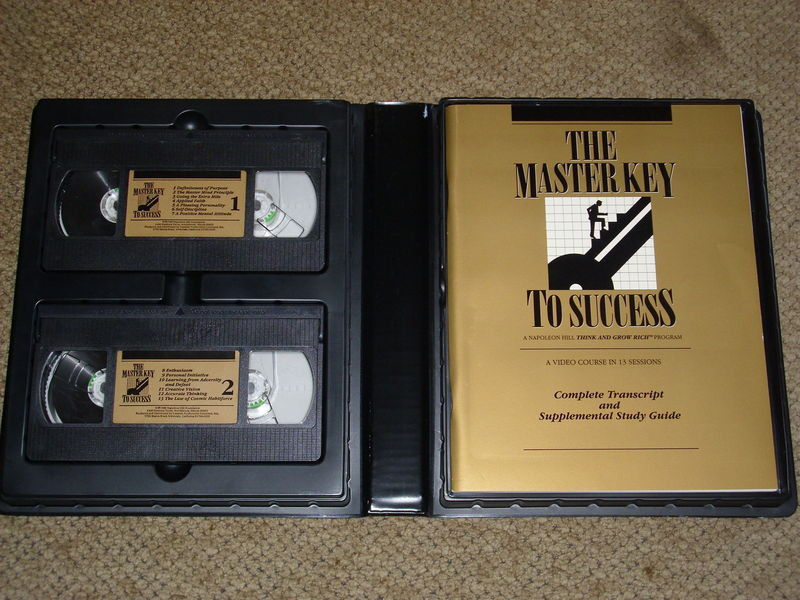 THE
MASTER KEY
TO SUCCESS
1 Definiteness of Purpose
2 The Master Mind Principle
3 Going the Extra Mile
4 Applied Faith
5 A Pleasing Personality
6 Self-Discipline
7 A Positive Mental Attitude
1
THE
MASTER KEY
TO SUCCESS
8 Enthusiasm
9 Personal Initiative
10 Learning from Adversity
and Defeat
11 Creative Vision
12 Accurate Thinking
13 The Law of Cosmic Habitforce
2
THE
MASTER KEY
TO SUCCESS
A NAPOLEON HILL THINK AND GROW RICH™ PROGRAM
A VIDEO COURSE IN 13 SESSIONS
Complete Transcript
and
Supplemental Study Guide